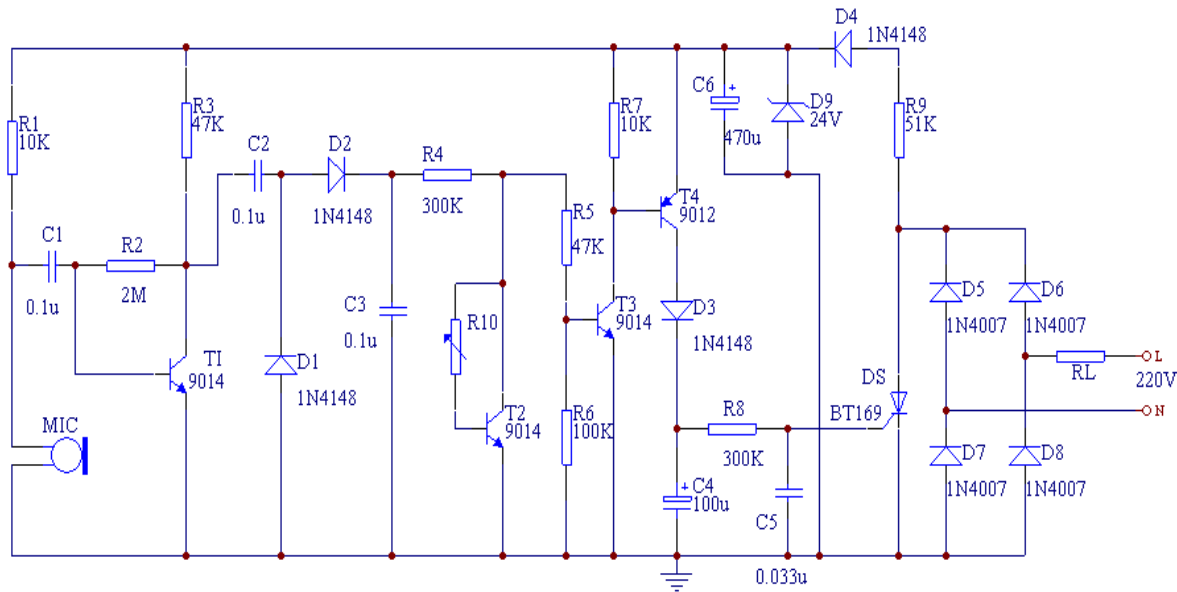 D4
1N4148
C6
+
470u
D9
24V
R9
51K
R1
10K
R3
47K
R7
10K
C2
0.1u
D2
1N4148
R4
300K
T4
9012
R5
47K
C1
0.1u
R2
2M
C3
0.1u
R10
T3
9014
D3
1N4148
D5
1N4007
D6
1N4007
TI
9014
D1
1N4148
DS
BT169
RL
L
220V
N
MIC
T2
9014
R6
100K
R8
300K
D7
1N4007
D8
1N4007
+
C4
100u
C5
0.033u